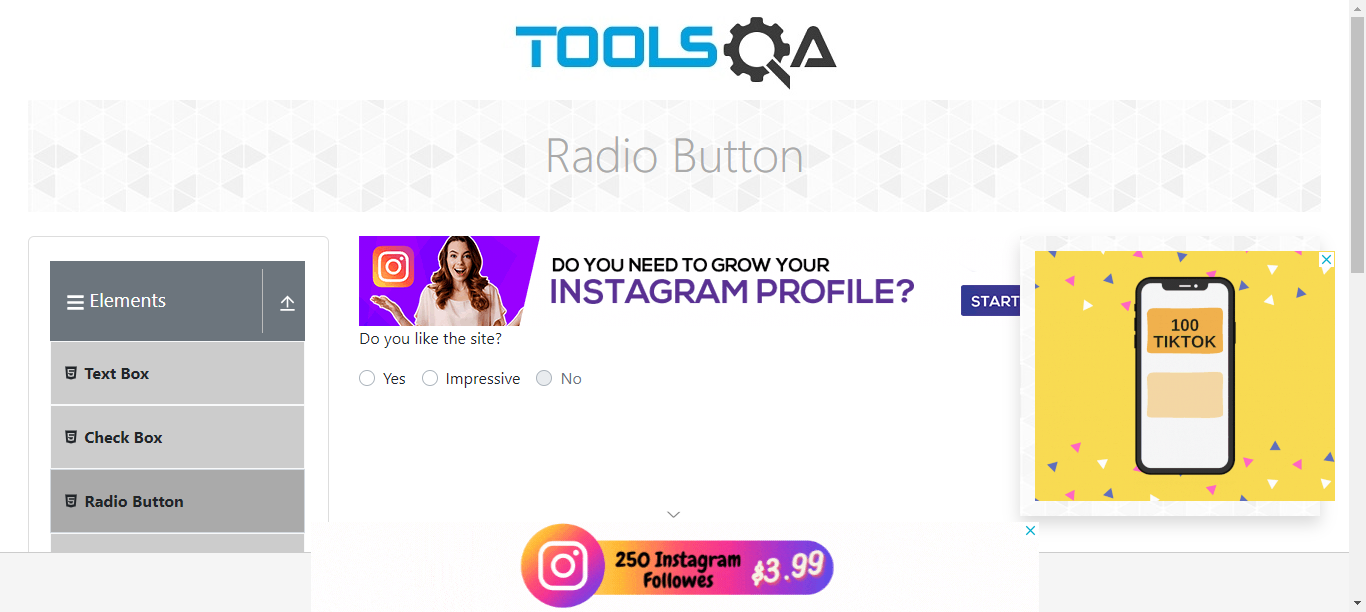 TOOLSQA
Radio Button
Elements
Text Box
Check Box
Radio Button
DO YOU NEED TO GROW YOUR
INSTAGRAM PROFILE?
START
Do you like the site?
Yes
Impressive
No
100
TIKTOK
250 Instagram
Followes
$3.99